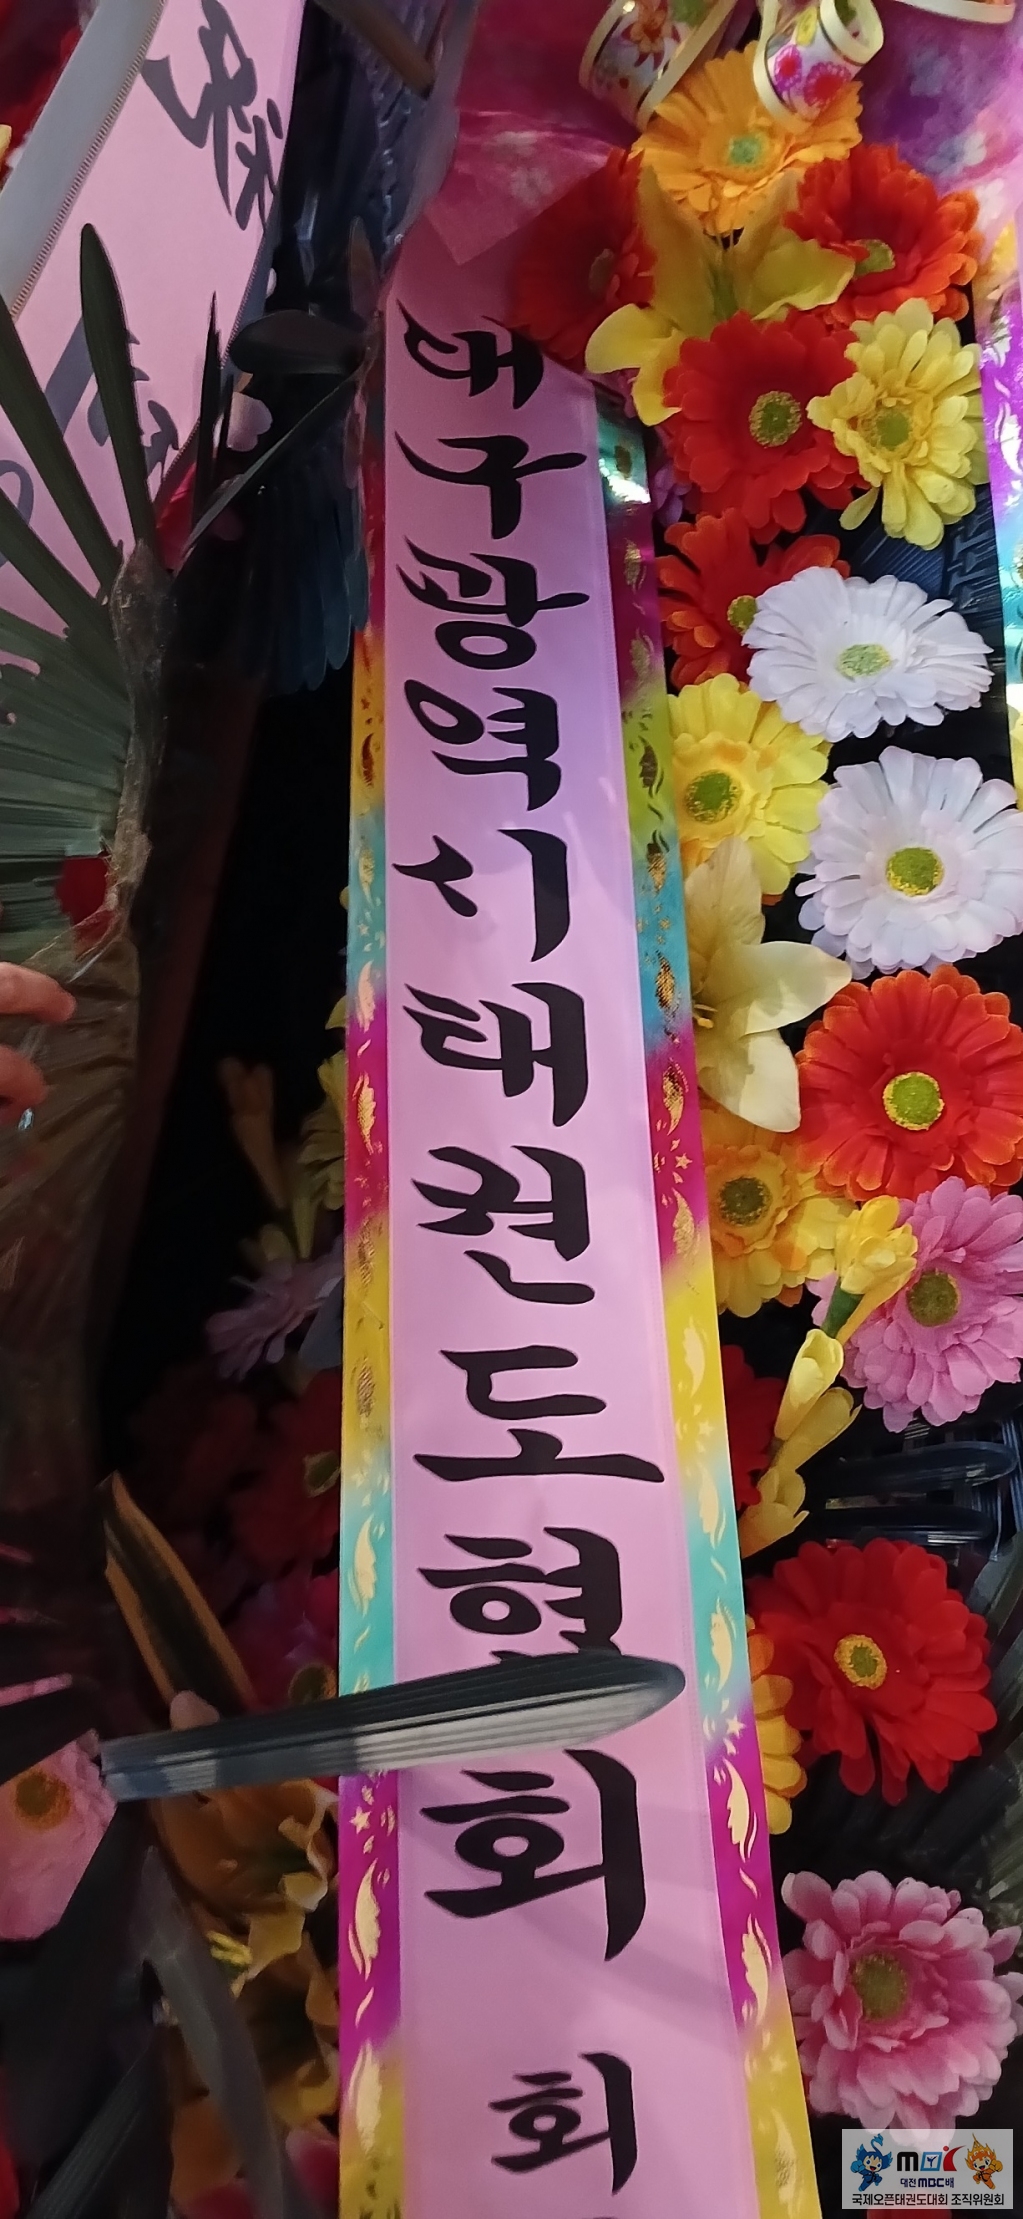 대구광역시태권도협회
회
대전MBC배
국제오픈태권도대회 조직위원회